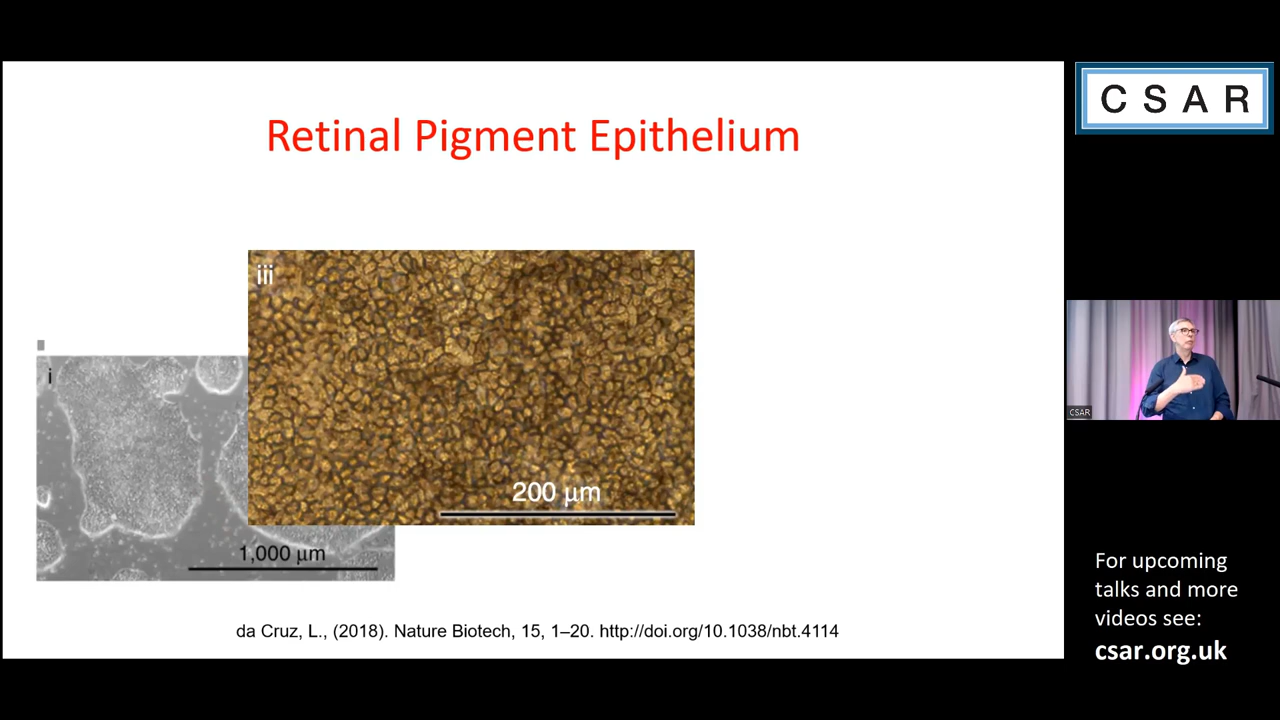 Retinal Pigment Epithelium
iii
200 µm
i
1,000 µm
da Cruz, L., (2018). Nature Biotech, 15, 1–20. http://doi.org/10.1038/nbt.4114
C S A R
CSAR
For upcoming
talks and more
videos see:
csar.org.uk